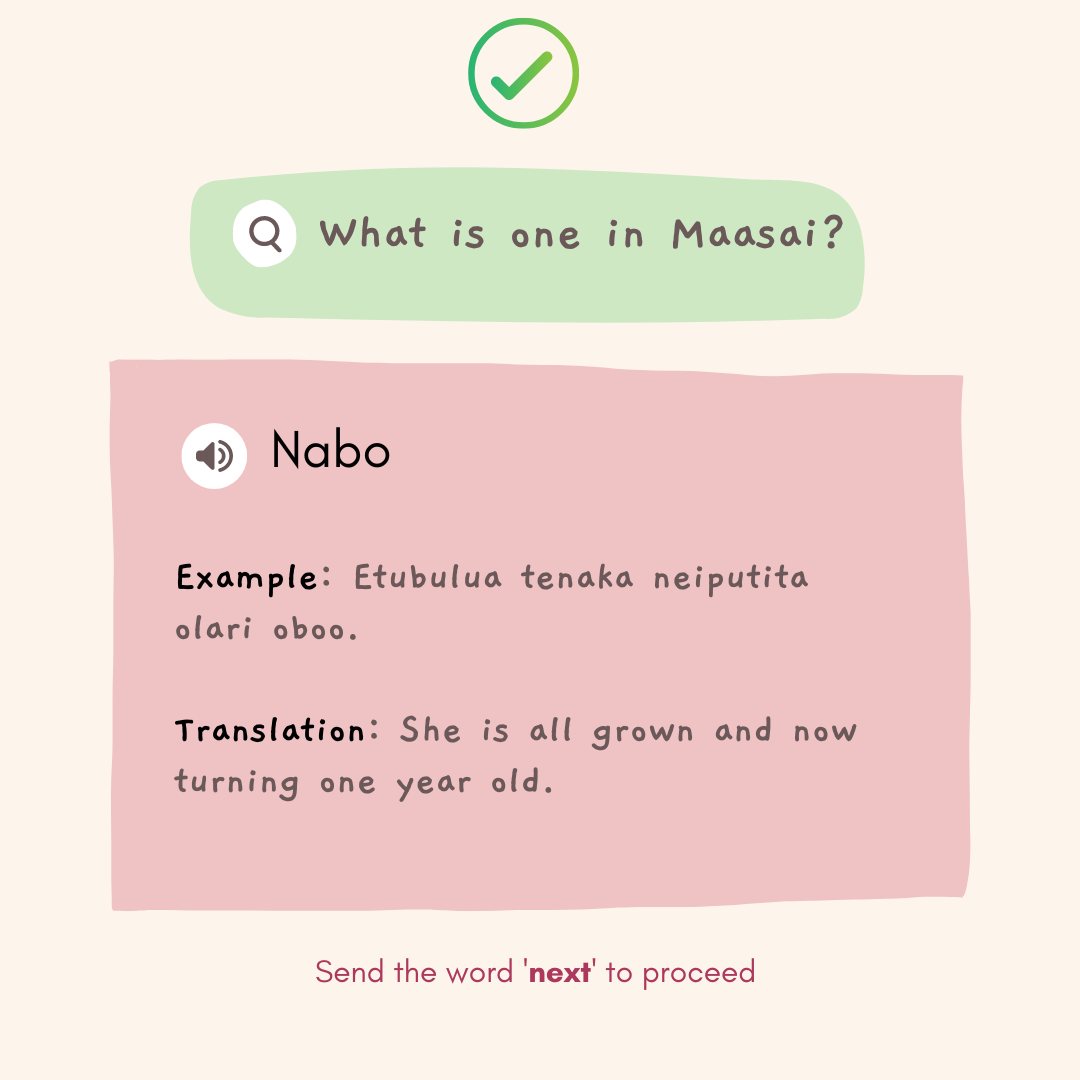 What is one in Maasai?
Nabo
Example: Etubulua tenaka neiputita
olari oboo.
Translation: She is all grown and now
turning one year old.
Send the word 'next' to proceed